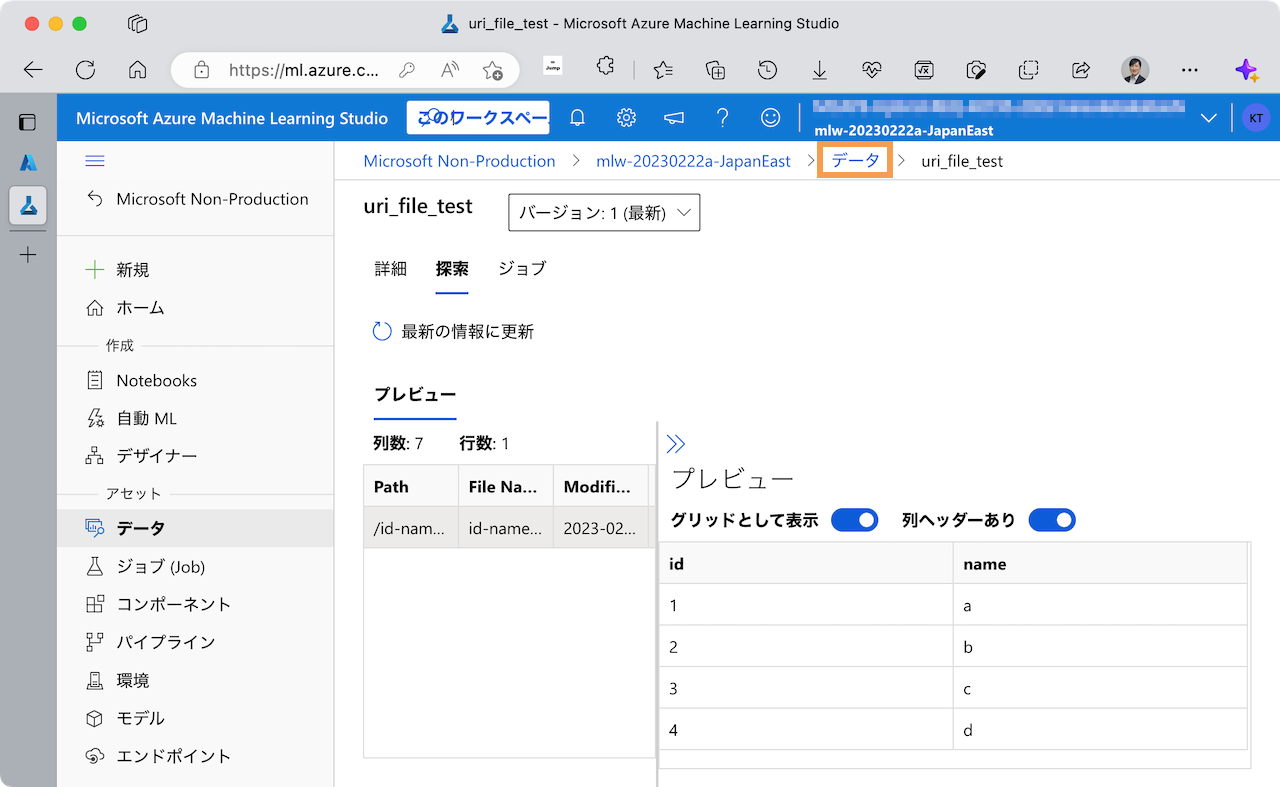 uri_file_test - Microsoft Azure Machine Learning Studio
https://ml.azure.c...
Microsoft Azure Machine Learning Studio
このワークスペー
mlw-20230222a-JapanEast
KT
Microsoft Non-Production > mlw-20230222a-JapanEast > データ > uri_file_test
Microsoft Non-Production
新規
ホーム
作成
Notebooks
自動 ML
デザイナー
アセット
データ
ジョブ (Job)
コンポーネント
パイプライン
環境
モデル
エンドポイント
uri_file_test
バージョン: 1 (最新)
詳細 探索 ジョブ
最新の情報に更新
プレビュー
列数: 7 行数: 1
Path File Na... Modifi...
/id-nam... id-name... 2023-02...
プレビュー
グリッドとして表示 列ヘッダーあり
id name
1 a
2 b
3 c
4 d